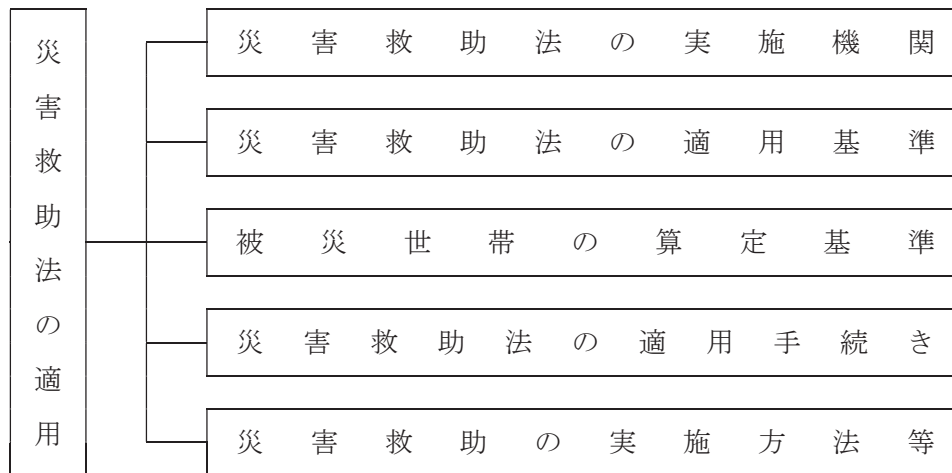 災害救助法の適用
災害救助法の実施機関
災害救助法の適用基準
被災世帯の算定基準
災害救助法の適用手続き
災害救助の実施方法等